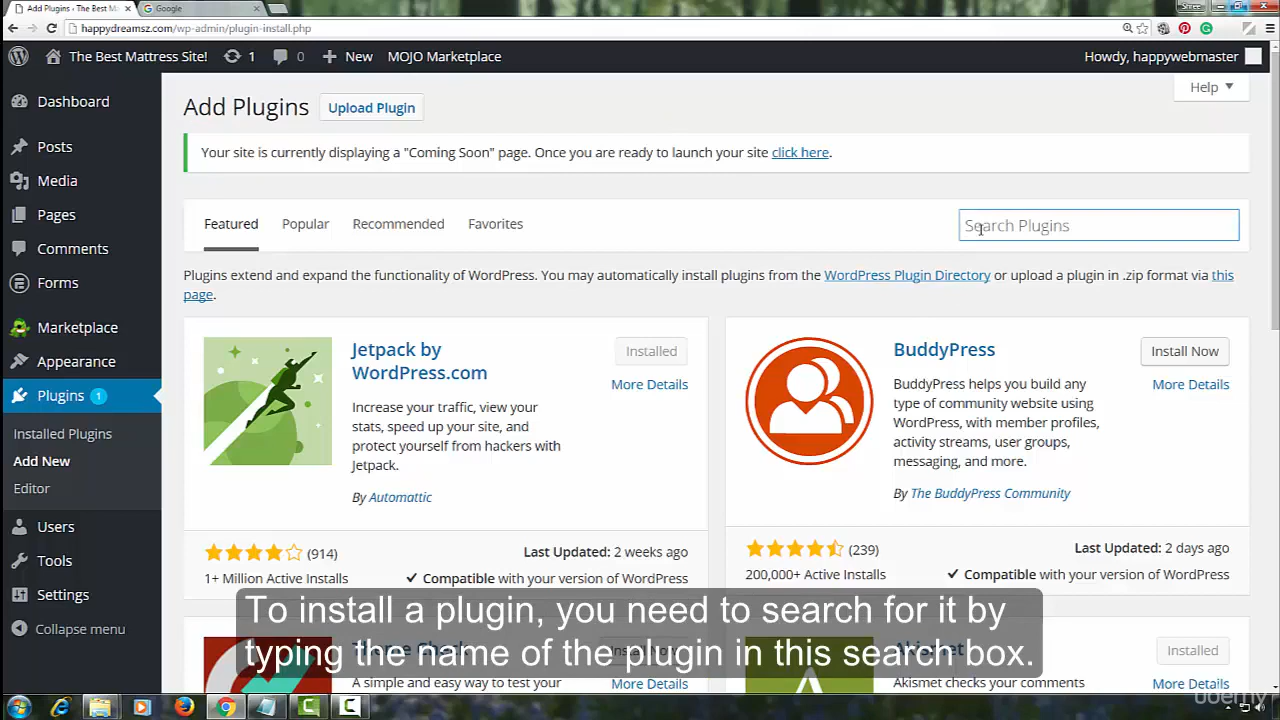 Add Plugins ‹ The Best Ma
Google
Shree
happydreamsz.com/wp-admin/plugin-install.php
The Best Mattress Site!
1
0
New
MOJO Marketplace
Howdy, happywebmaster
Dashboard
Posts
Media
Pages
Comments
Forms
Marketplace
Appearance
Plugins 1
Installed Plugins
Add New
Editor
Users
Tools
Settings
Collapse menu
Help
Add Plugins
Upload Plugin
Your site is currently displaying a "Coming Soon" page. Once you are ready to launch your site click here.
Featured
Popular
Recommended
Favorites
Search Plugins
Plugins extend and expand the functionality of WordPress. You may automatically install plugins from the WordPress Plugin Directory or upload a plugin in .zip format via this
page.
Jetpack by
WordPress.com
Installed
More Details
Increase your traffic, view your
stats, speed up your site, and
protect yourself from hackers with
Jetpack.
By Automattic
(914)
Last Updated: 2 weeks ago
1+ Million Active Installs
Compatible with your version of WordPress
BuddyPress
Install Now
More Details
BuddyPress helps you build any
type of community website using
WordPress, with member profiles,
activity streams, user groups,
messaging, and more.
By The BuddyPress Community
(239)
Last Updated: 2 days ago
200,000+ Active Installs
Compatible with your version of WordPress
Theme Check
Install Now
More Details
A simple and easy way to test your
Akismet
Installed
More Details
Akismet checks your comments
To install a plugin, you need to search for it by
typing the name of the plugin in this search box.
udemy